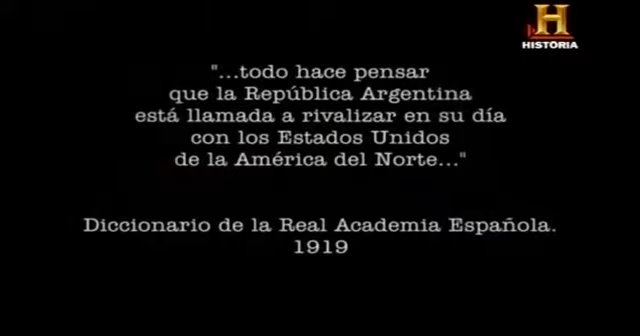 H
HISTORIA
"...todo hace pensar
que la República Argentina
está llamada a rivalizar en su día
con los Estados Unidos
de la América del Norte..."
Diccionario de la Real Academia Española.
1919